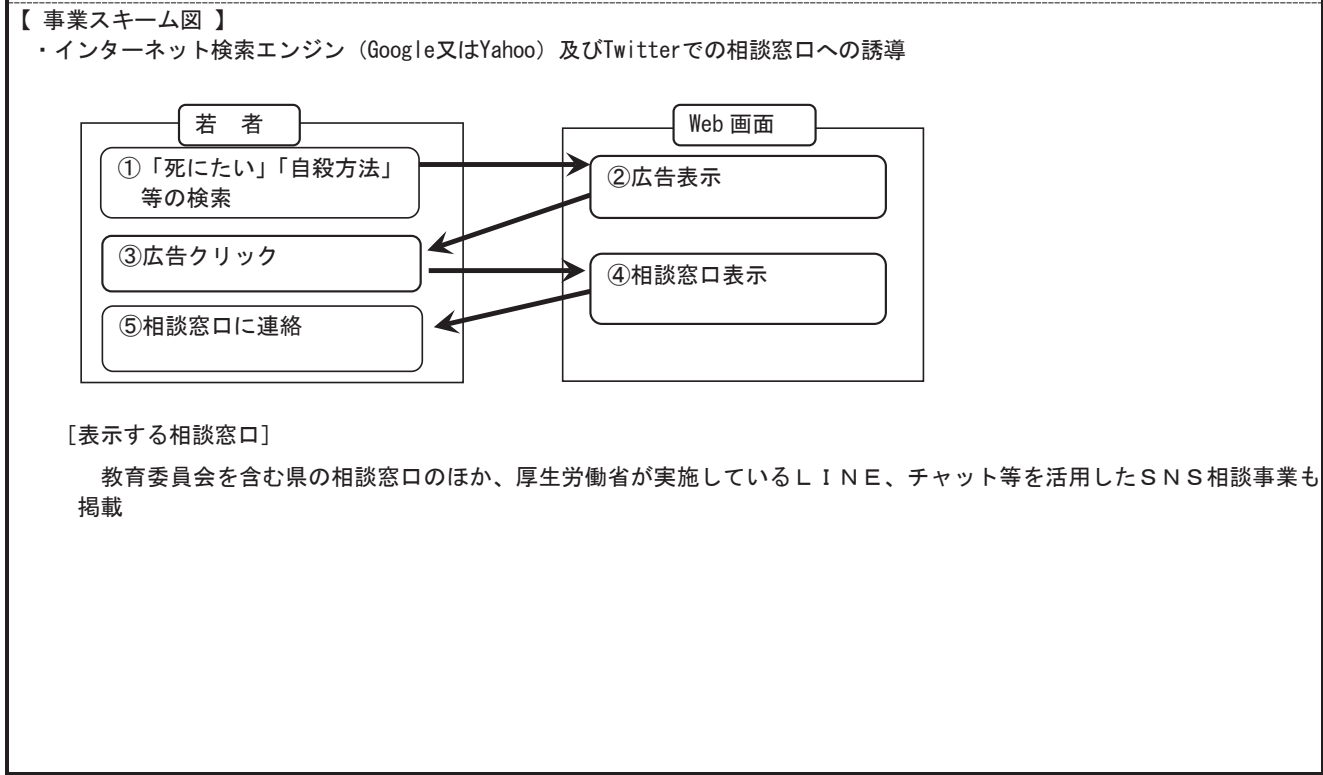 【 事業スキーム図 】
・インターネット検索エンジン（Google又はYahoo）及びTwitterでの相談窓口への誘導
若　者
Web 画面
①「死にたい」「自殺方法」
等の検索
②広告表示
③広告クリック
④相談窓口表示
⑤相談窓口に連絡
［表示する相談窓口］
教育委員会を含む県の相談窓口のほか、厚生労働省が実施しているＬＩＮＥ、チャット等を活用したＳＮＳ相談事業も
掲載